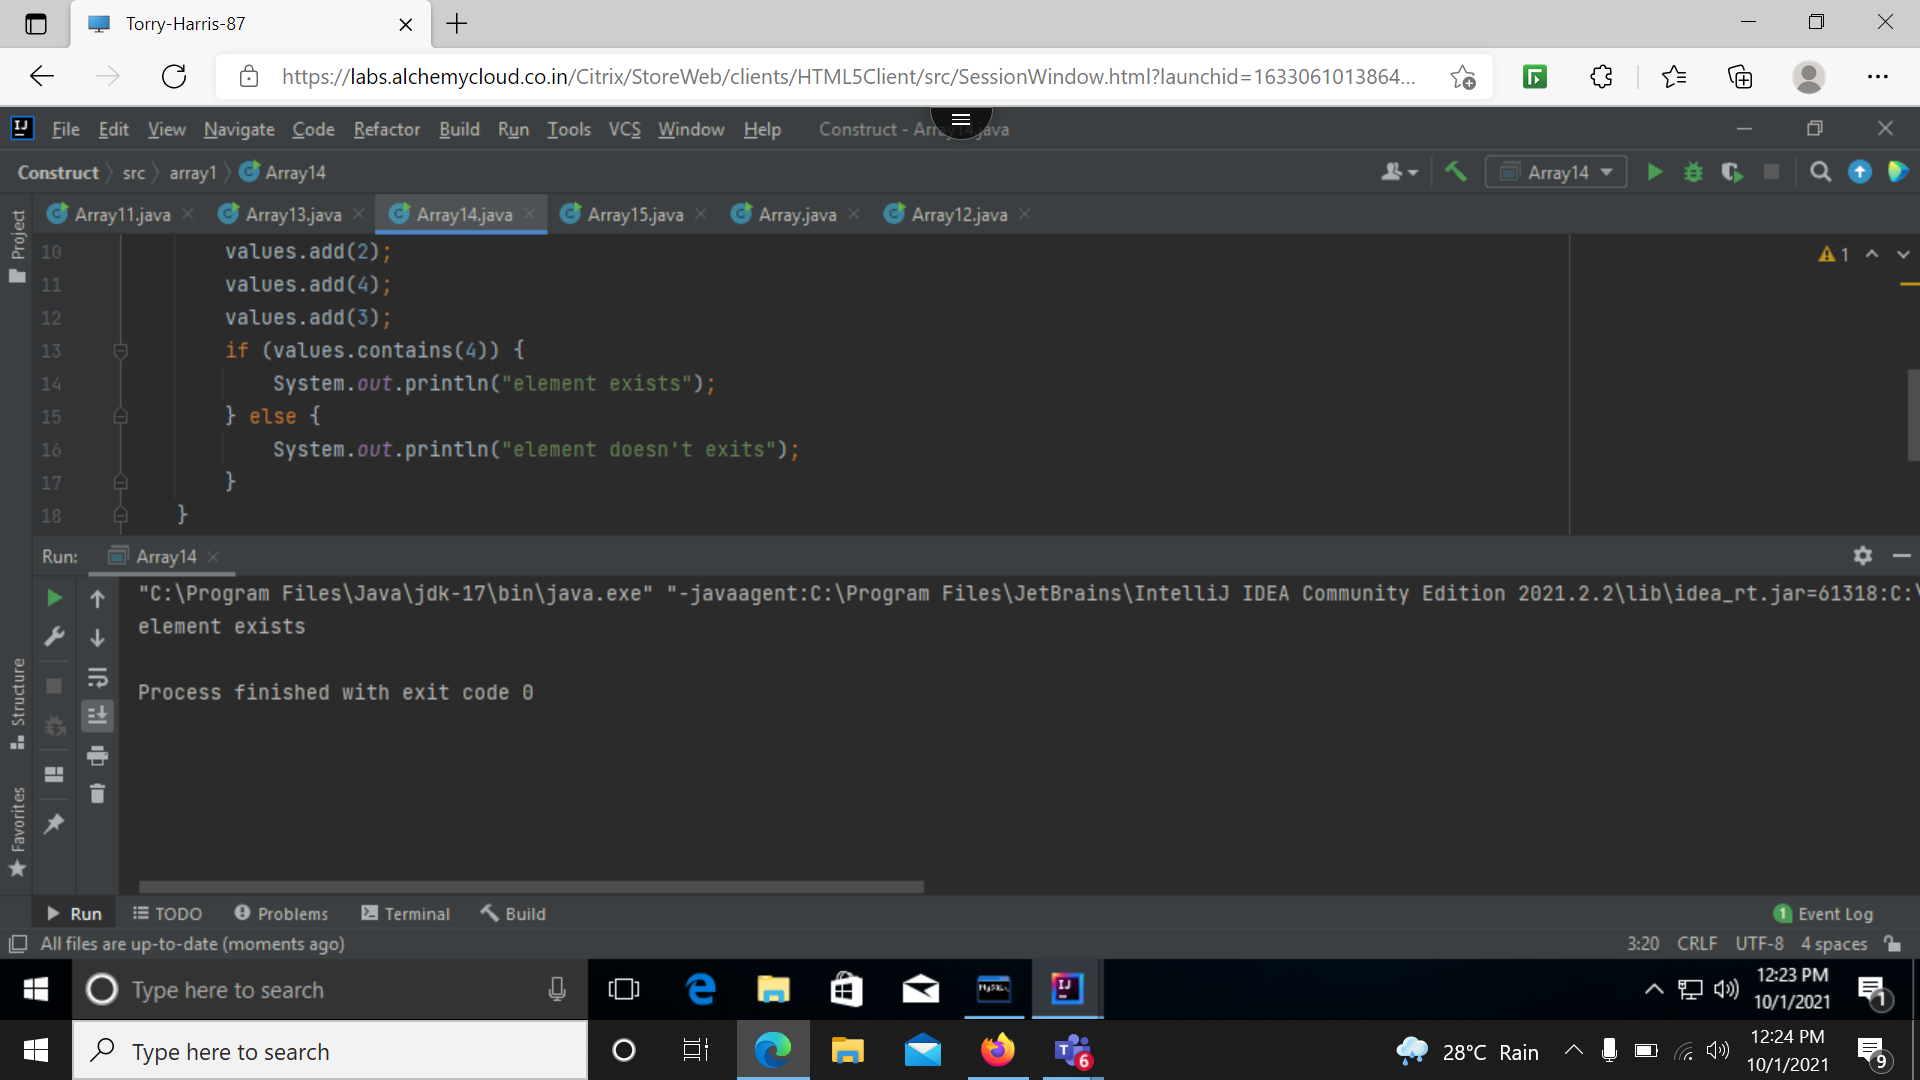 Torry-Harris-87
https://labs.alchemycloud.co.in/Citrix/StoreWeb/clients/HTML5Client/src/SessionWindow.html?launchid=1633061013864...
File Edit View Navigate Code Refactor Build Run Tools VCS Window Help Construct - Array14.java
Construct src array1 Array14 Array14
Project
Array11.java Array13.java Array14.java Array15.java Array.java Array12.java
10 values.add(2); 1
11 values.add(4);
12 values.add(3);
13 if (values.contains(4)) {
14 System.out.println("element exists");
15 } else {
16 System.out.println("element doesn't exits");
17 }
18 }
Run: Array14
"C:\Program Files\Java\jdk-17\bin\java.exe" "-javaagent:C:\Program Files\JetBrains\IntelliJ IDEA Community Edition 2021.2.2\lib\idea_rt.jar=61318:C:\
element exists
Process finished with exit code 0
Structure
Favorites
Run TODO Problems Terminal Build 1 Event Log
All files are up-to-date (moments ago) 3:20 CRLF UTF-8 4 spaces
Type here to search 12:23 PM
10/1/2021 1
Type here to search 6 28°C Rain 12:24 PM
10/1/2021 9